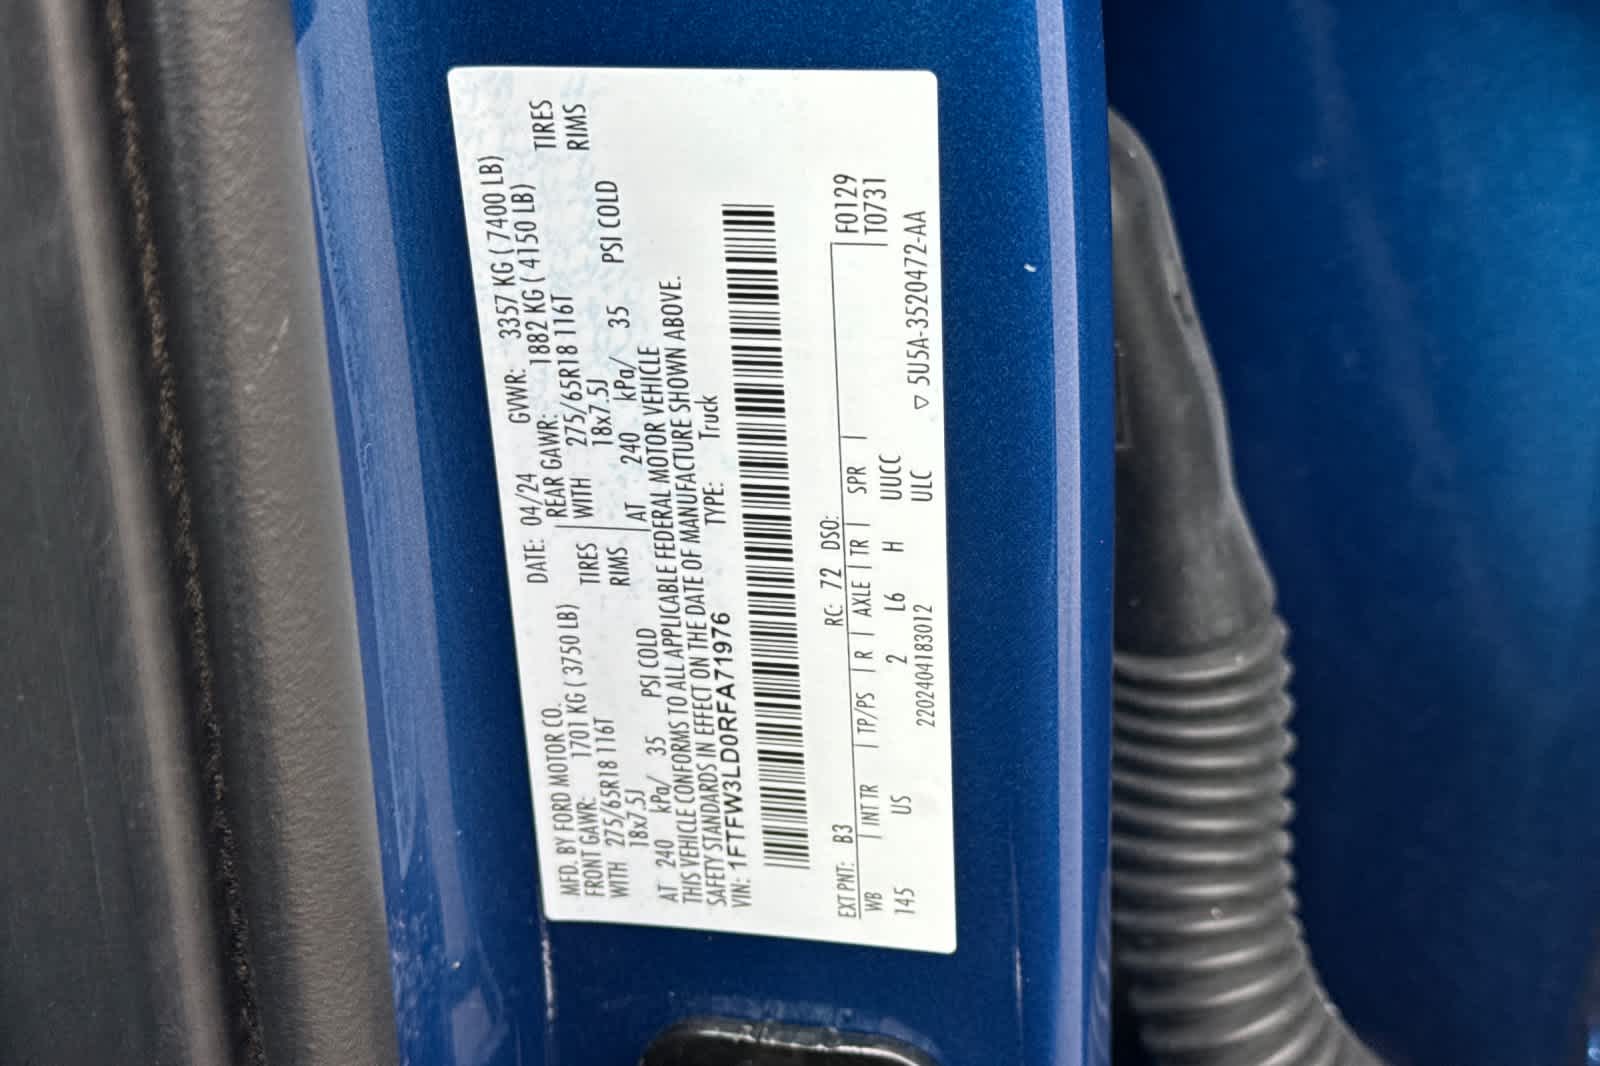 MFD. BY FORD MOTOR CO. DATE: 04/24 GVWR: 3357 KG ( 7400 LB)
FRONT GAWR: 1701 KG ( 3750 LB) REAR GAWR: 1882 KG ( 4150 LB)
WITH 275/65R18 116T TIRES WITH 275/65R18 116T TIRES
18x7.5J RIMS 18x7.5J RIMS
AT 240 kPa/ 35 PSI COLD AT 240 kPa/ 35 PSI COLD
THIS VEHICLE CONFORMS TO ALL APPLICABLE FEDERAL MOTOR VEHICLE
SAFETY STANDARDS IN EFFECT ON THE DATE OF MANUFACTURE SHOWN ABOVE.
VIN: 1FTFW3LD0RFA71976 TYPE: Truck
EXT PNT: B3 RC: 72 DSO: F0129
WB INT TR TP/PS R AXLE TR SPR T0731
145 US 2 L6 H UUCC
2202404183012 ULC ▽ 5U5A-3520472-AA